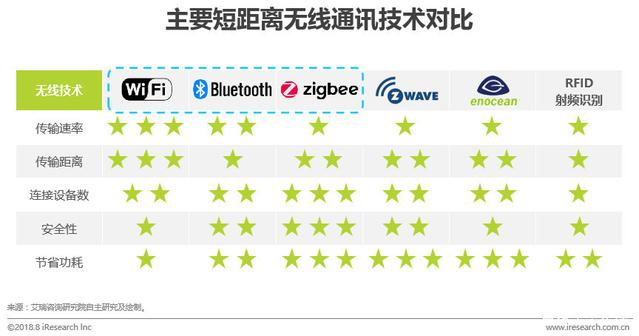 主要短距离无线通讯技术对比
无线技术 WiFi Bluetooth zigbee Z WAVE enocean RFID
射频识别
传输速率
传输距离
连接设备数
安全性
节省功耗
来源：艾瑞咨询研究院自主研究及绘制。
©2018.8 iResearch Inc
www.iresearch.com.cn